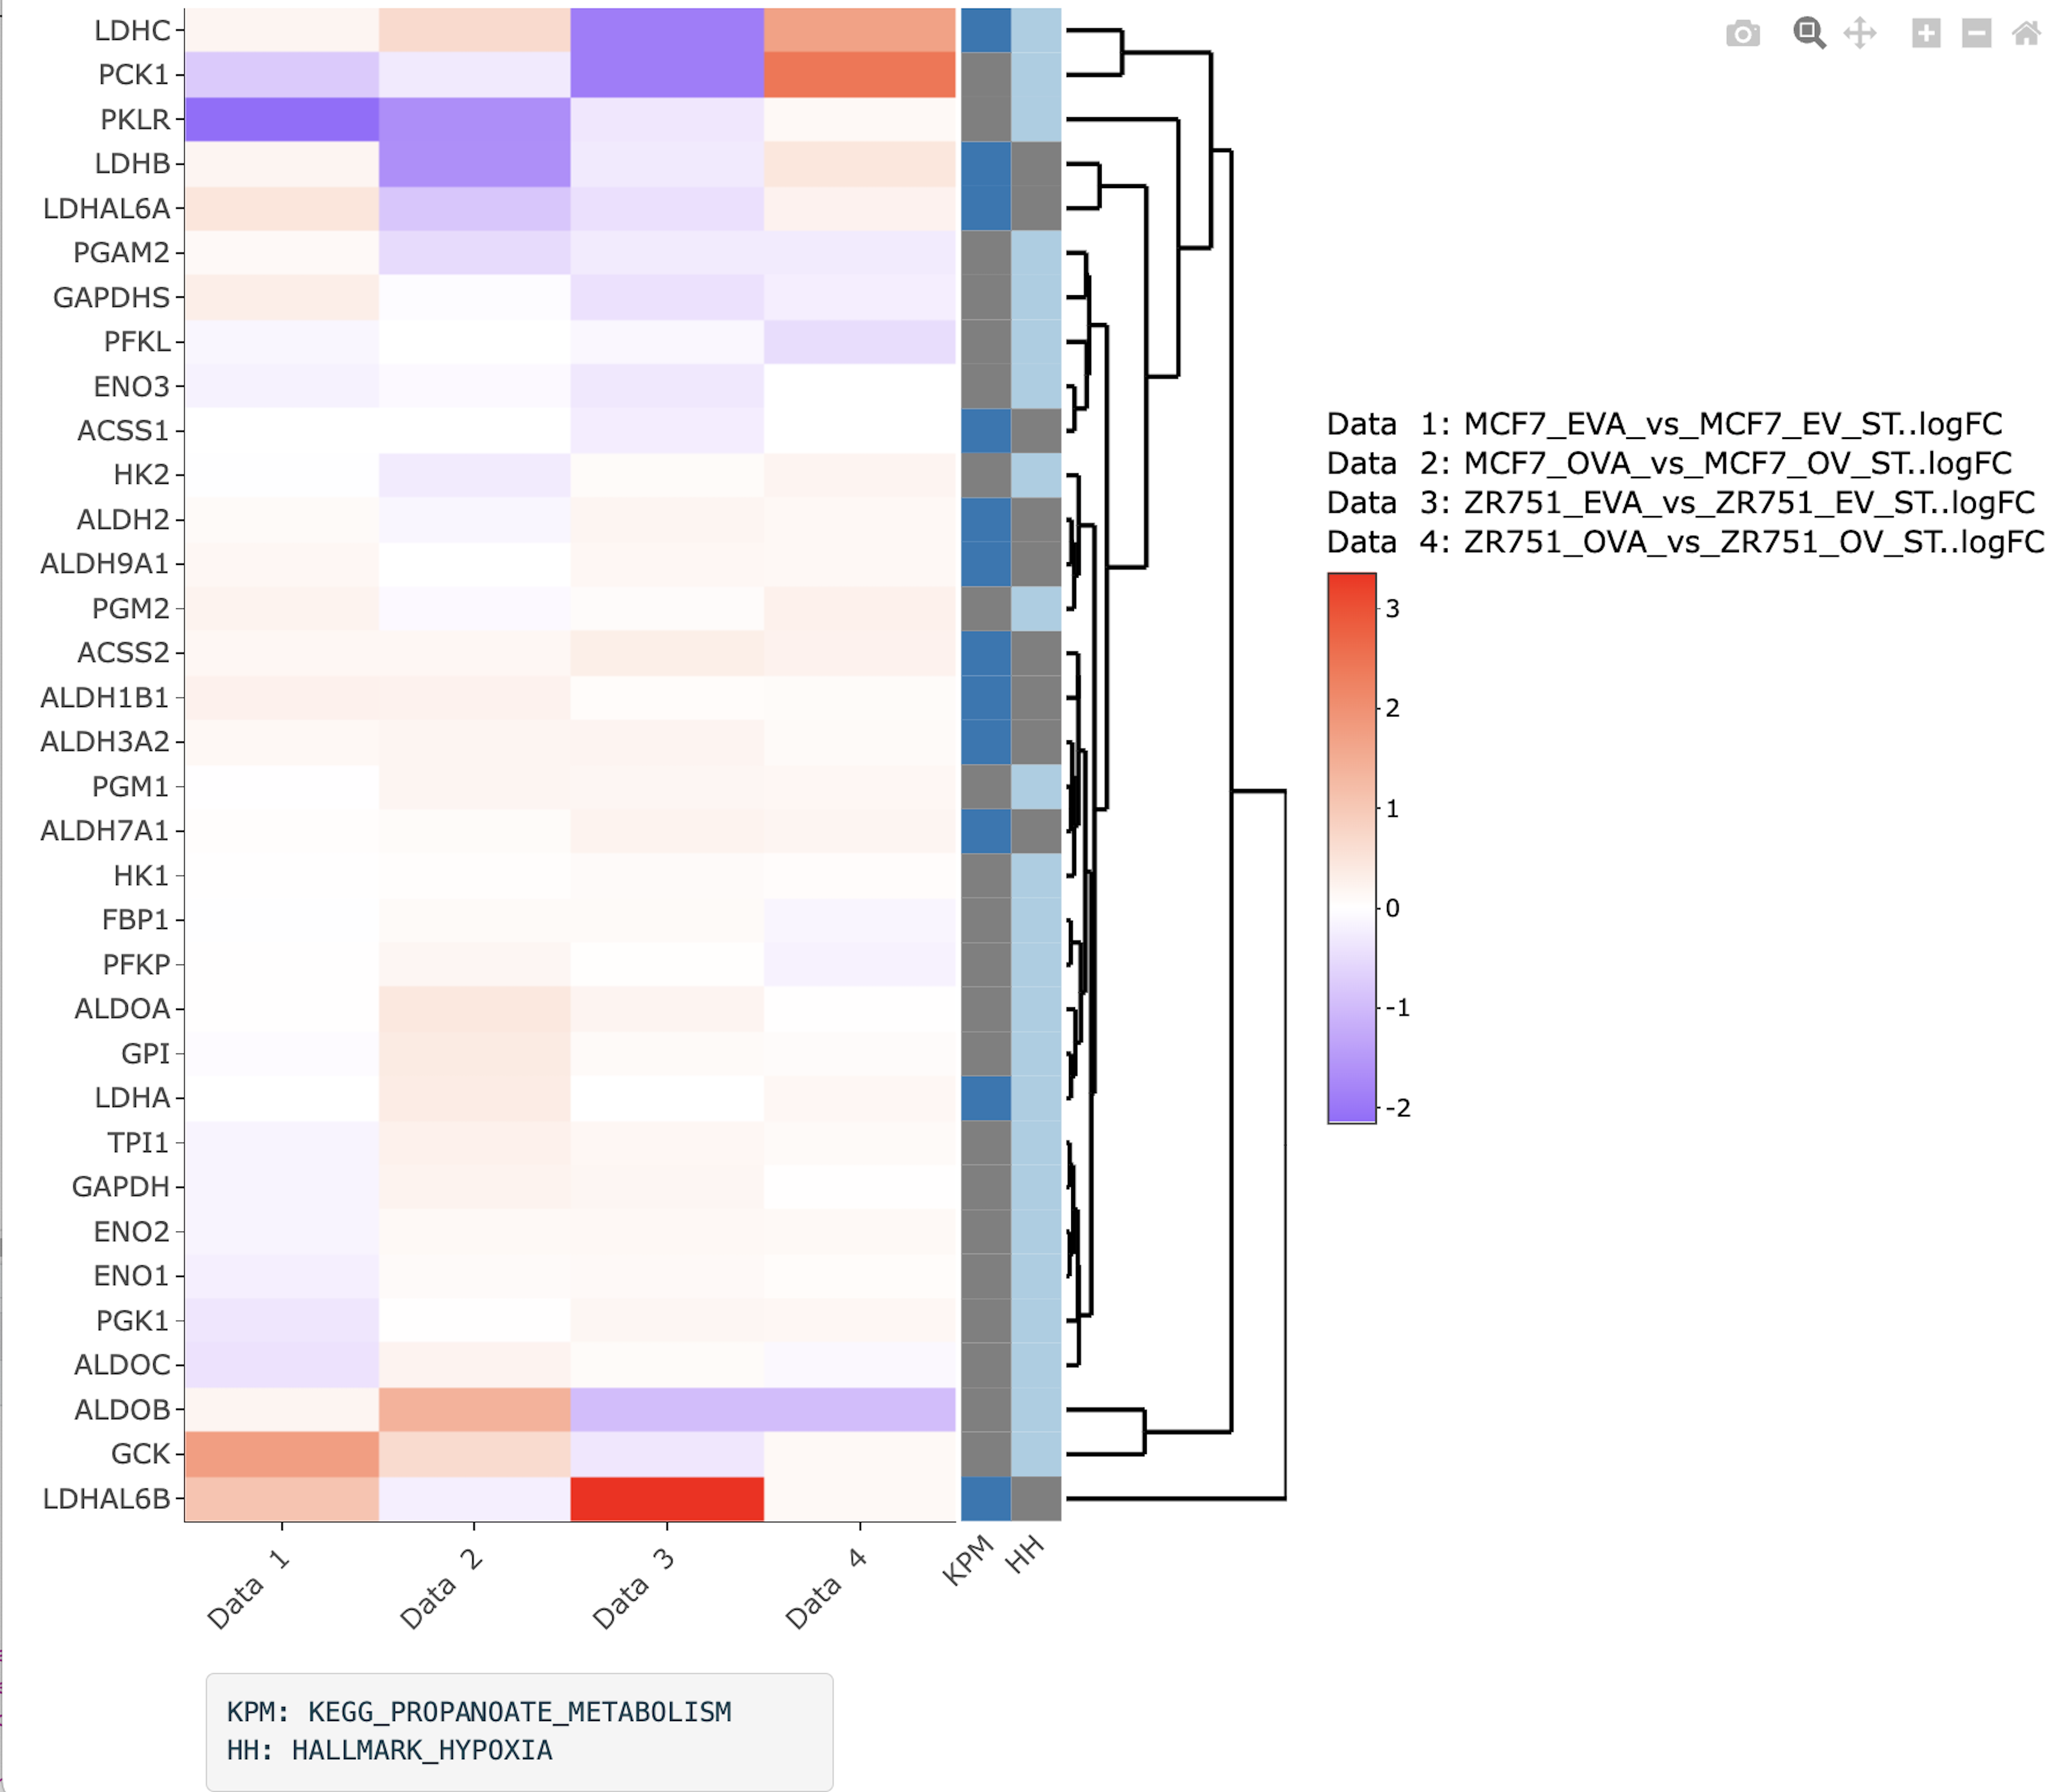 LDHC
PCK1
PKLR
LDHB
LDHAL6A
PGAM2
GAPDHS
PFKL
ENO3
ACSS1
HK2
ALDH2
ALDH9A1
PGM2
ACSS2
ALDH1B1
ALDH3A2
PGM1
ALDH7A1
HK1
FBP1
PFKP
ALDOA
GPI
LDHA
TPI1
GAPDH
ENO2
ENO1
PGK1
ALDOC
ALDOB
GCK
LDHAL6B
Data 1
Data 2
Data 3
Data 4
KPM
HH
Data 1: MCF7_EVA_vs_MCF7_EV_ST..logFC
Data 2: MCF7_OVA_vs_MCF7_OV_ST..logFC
Data 3: ZR751_EVA_vs_ZR751_EV_ST..logFC
Data 4: ZR751_OVA_vs_ZR751_OV_ST..logFC
3
2
1
0
-1
-2
KPM: KEGG_PROPANOATE_METABOLISM
HH: HALLMARK_HYPOXIA